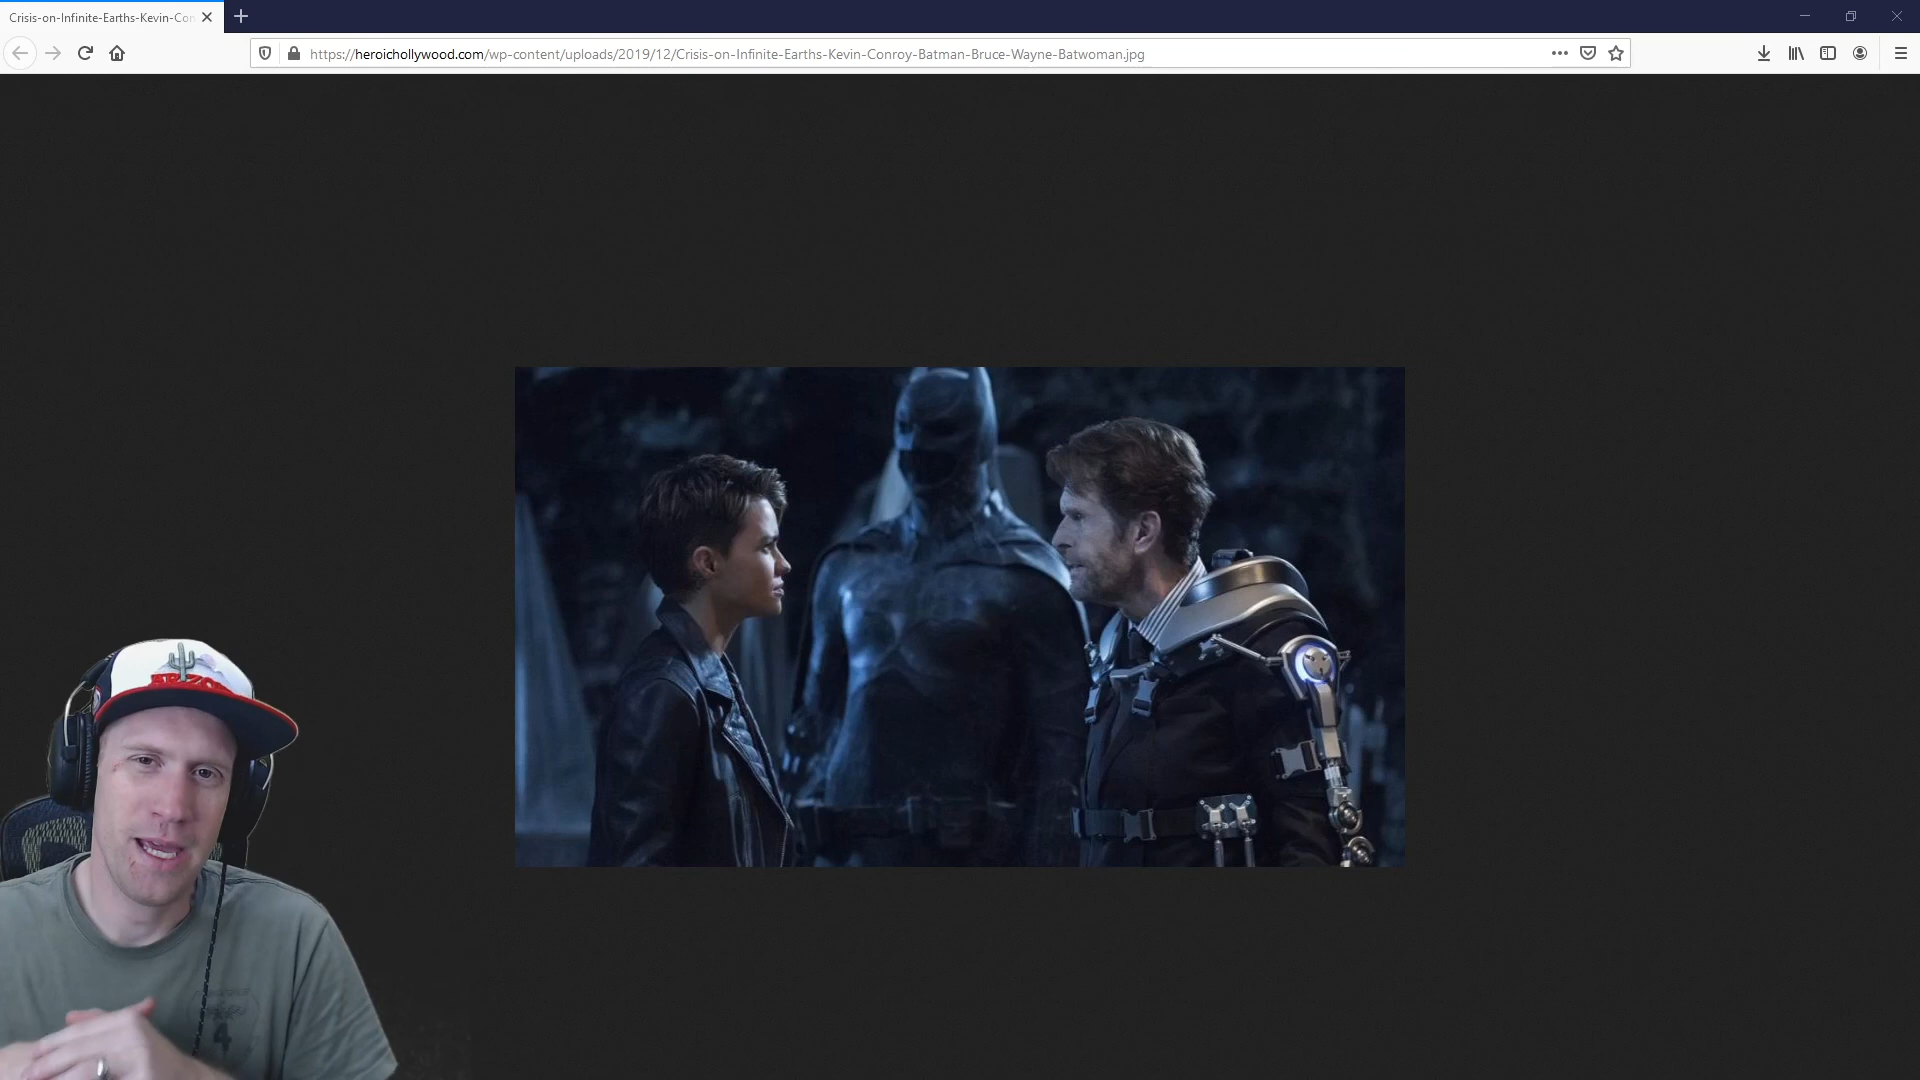 Crisis-on-Infinite-Earths-Kevin-Con
https://heroichollywood.com/wp-content/uploads/2019/12/Crisis-on-Infinite-Earths-Kevin-Conroy-Batman-Bruce-Wayne-Batwoman.jpg
4